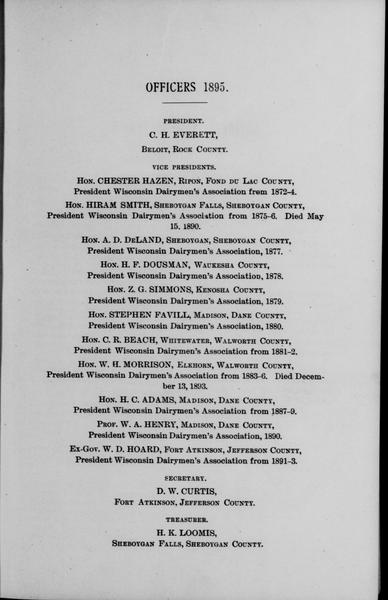 OFFICERS 1895.
PRESIDENT.
C. H. EVERETT,
BELOIT, ROCK COUNTY.
VICE PRESIDENTS.
HON. CHESTER HAZEN, RIPON, FOND DU LAC COUNTY,
President Wisconsin Dairymen's Association from 1872-4.
HON. HIRAM SMITH, SHEBOYGAN FALLS, SHEBOYGAN COUNTY,
President Wisconsin Dairymen's Association from 1875-6. Died May
15, 1890.
HON. A. D. DELAND, SHEBOYGAN, SHEBOYGAN COUNTY,
President Wisconsin Dairymen's Association, 1877.
HON. H. F. DOUSMAN, WAUKESHA COUNTY,
President Wisconsin Dairymen's Association, 1878.
HON. Z. G. SIMMONS, KENOSHA COUNTY,
President Wisconsin Dairymen's Association, 1879.
HON. STEPHEN FAVILL, MADISON, DANE COUNTY,
President Wisconsin Dairymen's Association, 1880.
HON. C. R. BEACH, WHITEWATER, WALWORTH COUNTY,
President Wisconsin Dairymen's Association from 1881-2.
HON. W. H. MORRISON, ELKHORN, WALWORTH COUNTY,
President Wisconsin Dairymen's Association from 1883-6. Died Decem-
ber 13, 1893.
HON. H. C. ADAMS, MADISON, DANE COUNTY,
President Wisconsin Dairymen's Association from 1887-9.
PROF. W. A. HENRY, MADISON, DANE COUNTY,
President Wisconsin Dairymen's Association, 1890.
EX-GOV. W. D. HOARD, FORT ATKINSON, JEFFERSON COUNTY,
President Wisconsin Dairymen's Association from 1891-3.
SECRETARY.
D. W. CURTIS,
FORT ATKINSON, JEFFERSON COUNTY.
TREASURER.
H. K. LOOMIS,
SHEBOYGAN FALLS, SHEBOYGAN COUNTY.